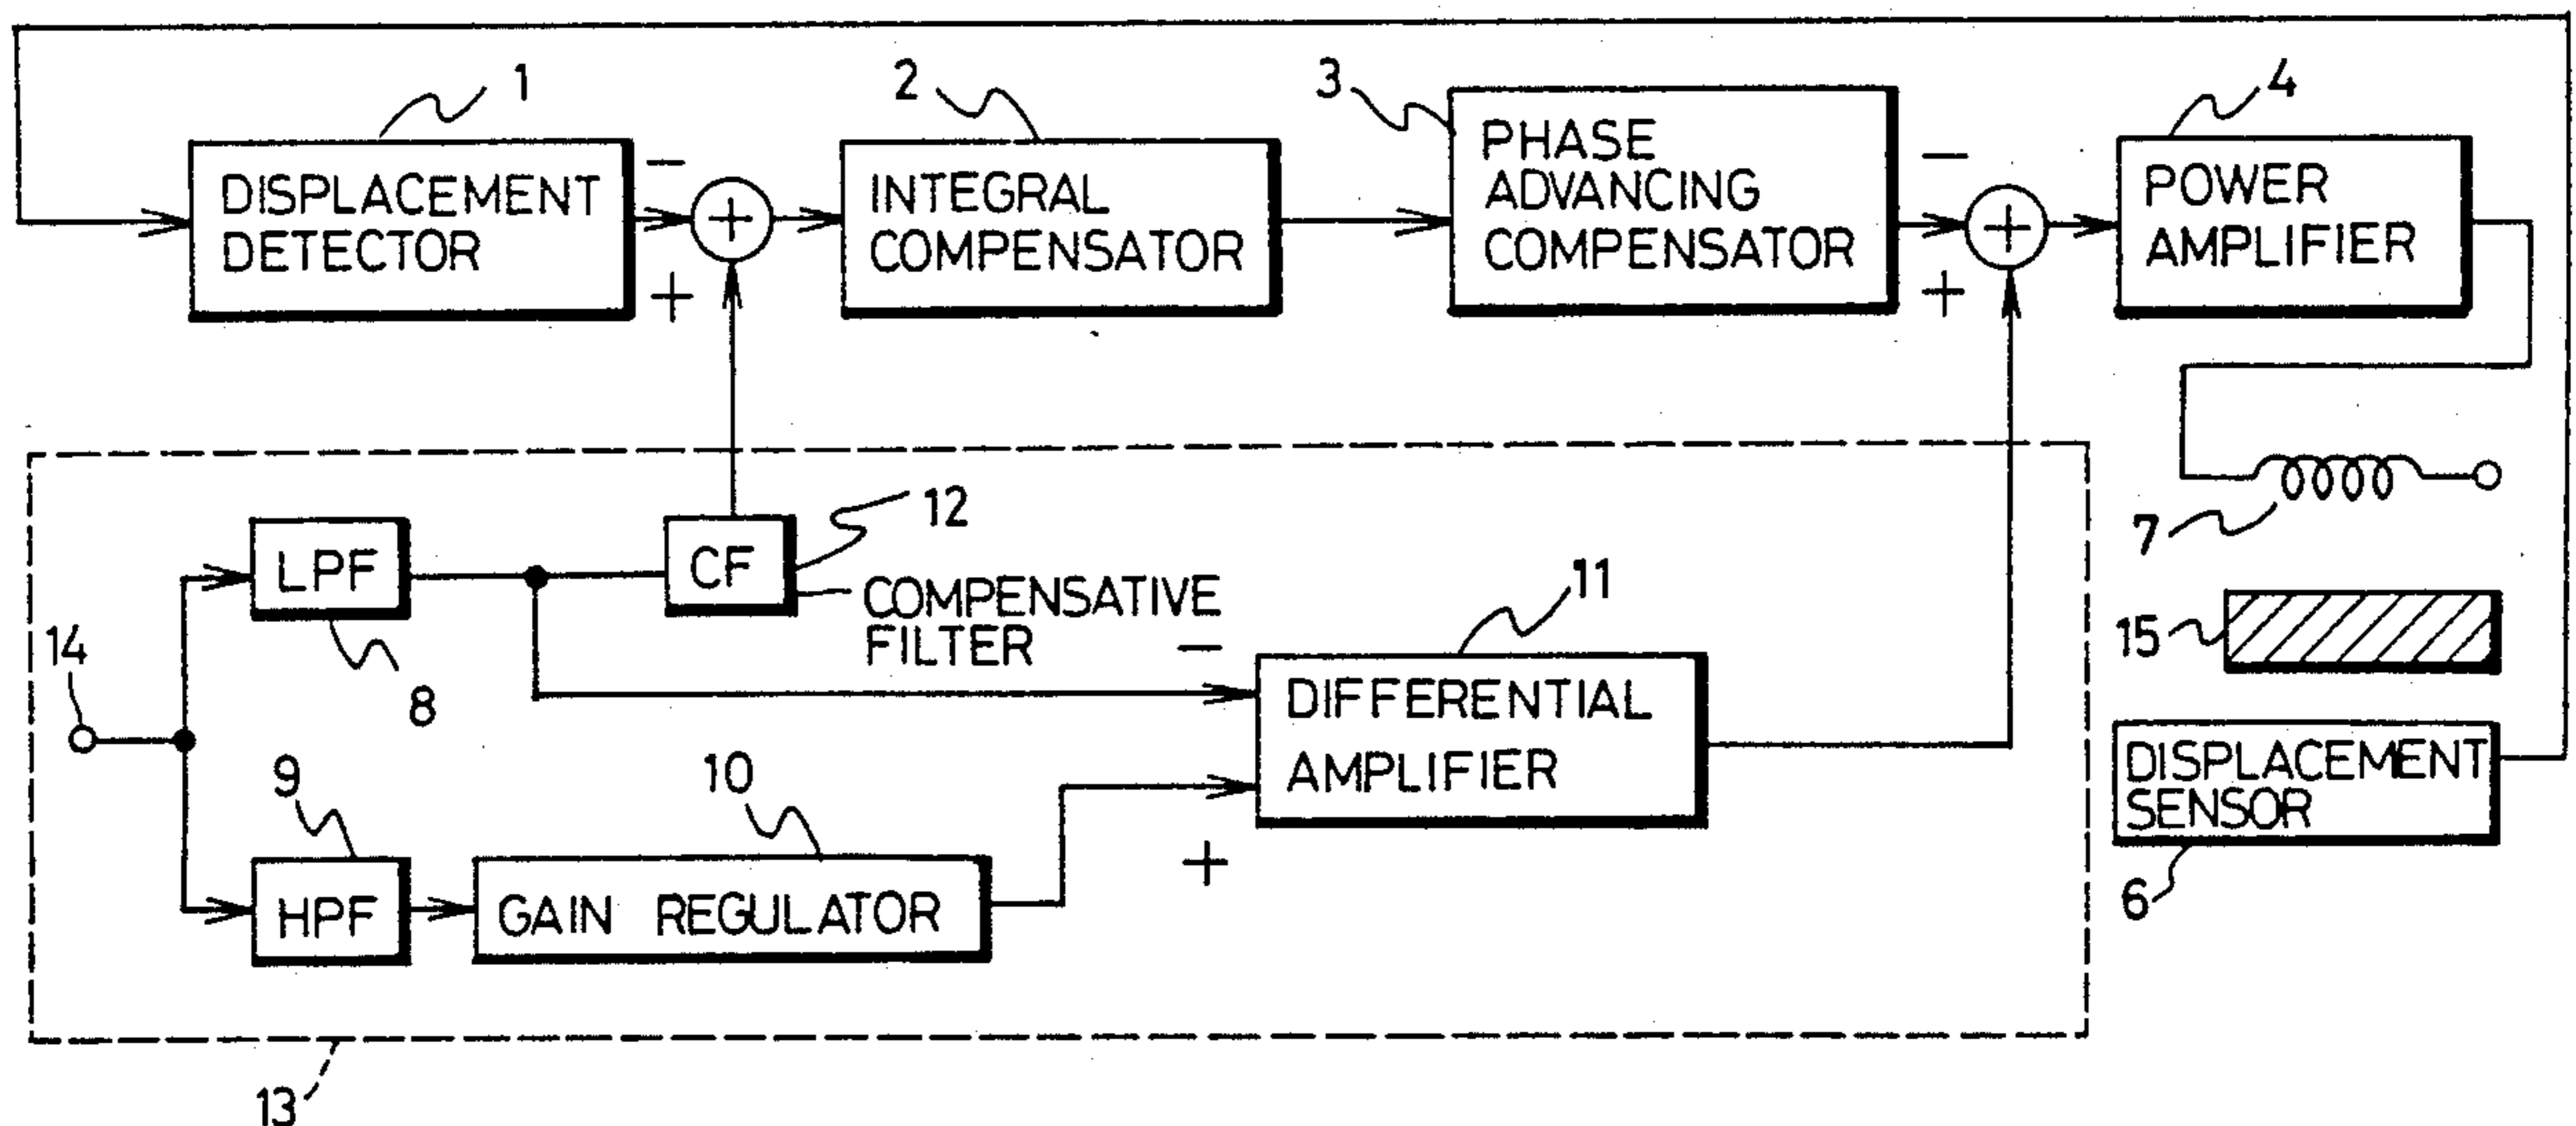 1
2
3
4
DISPLACEMENT
DETECTOR
−
+
+
INTEGRAL
COMPENSATOR
PHASE
ADVANCING
COMPENSATOR
−
+
+
POWER
AMPLIFIER
7
LPF
8
CF
12
COMPENSATIVE
FILTER
11
−
DIFFERENTIAL
AMPLIFIER
+
14
9
HPF
10
GAIN REGULATOR
15
DISPLACEMENT
SENSOR
6
13